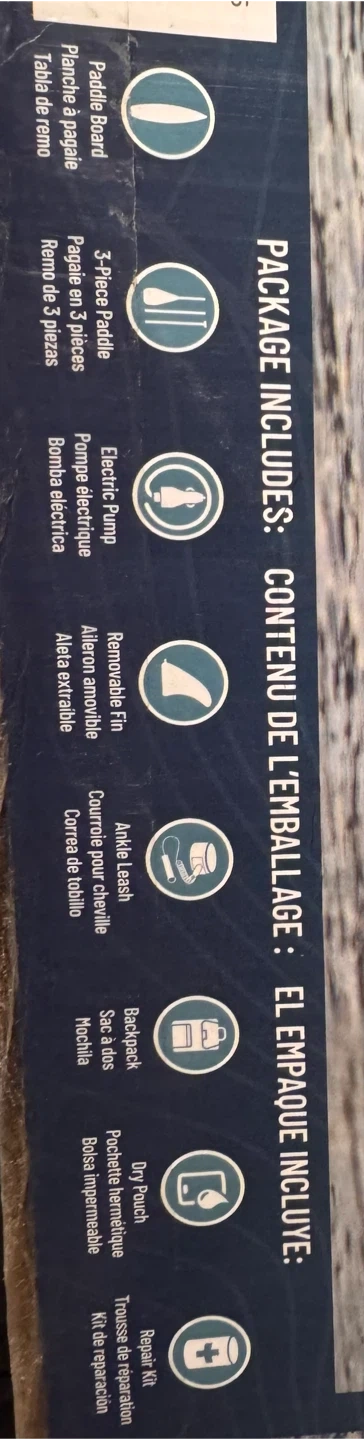 PACKAGE INCLUDES: CONTENU DE L'EMBALLAGE : EL EMPAQUE INCLUYE:
Paddle Board
Planche à pagaie
Tabla de remo
3-Piece Paddle
Pagaie en 3 pièces
Remo de 3 piezas
Electric Pump
Pompe électrique
Bomba eléctrica
Removable Fin
Aileron amovible
Aleta extraible
Ankle Leash
Courroie pour cheville
Correa de tobillo
Backpack
Sac à dos
Mochila
Dry Pouch
Pochette hermétique
Bolsa impermeable
Repair Kit
Trousse de réparation
Kit de reparación